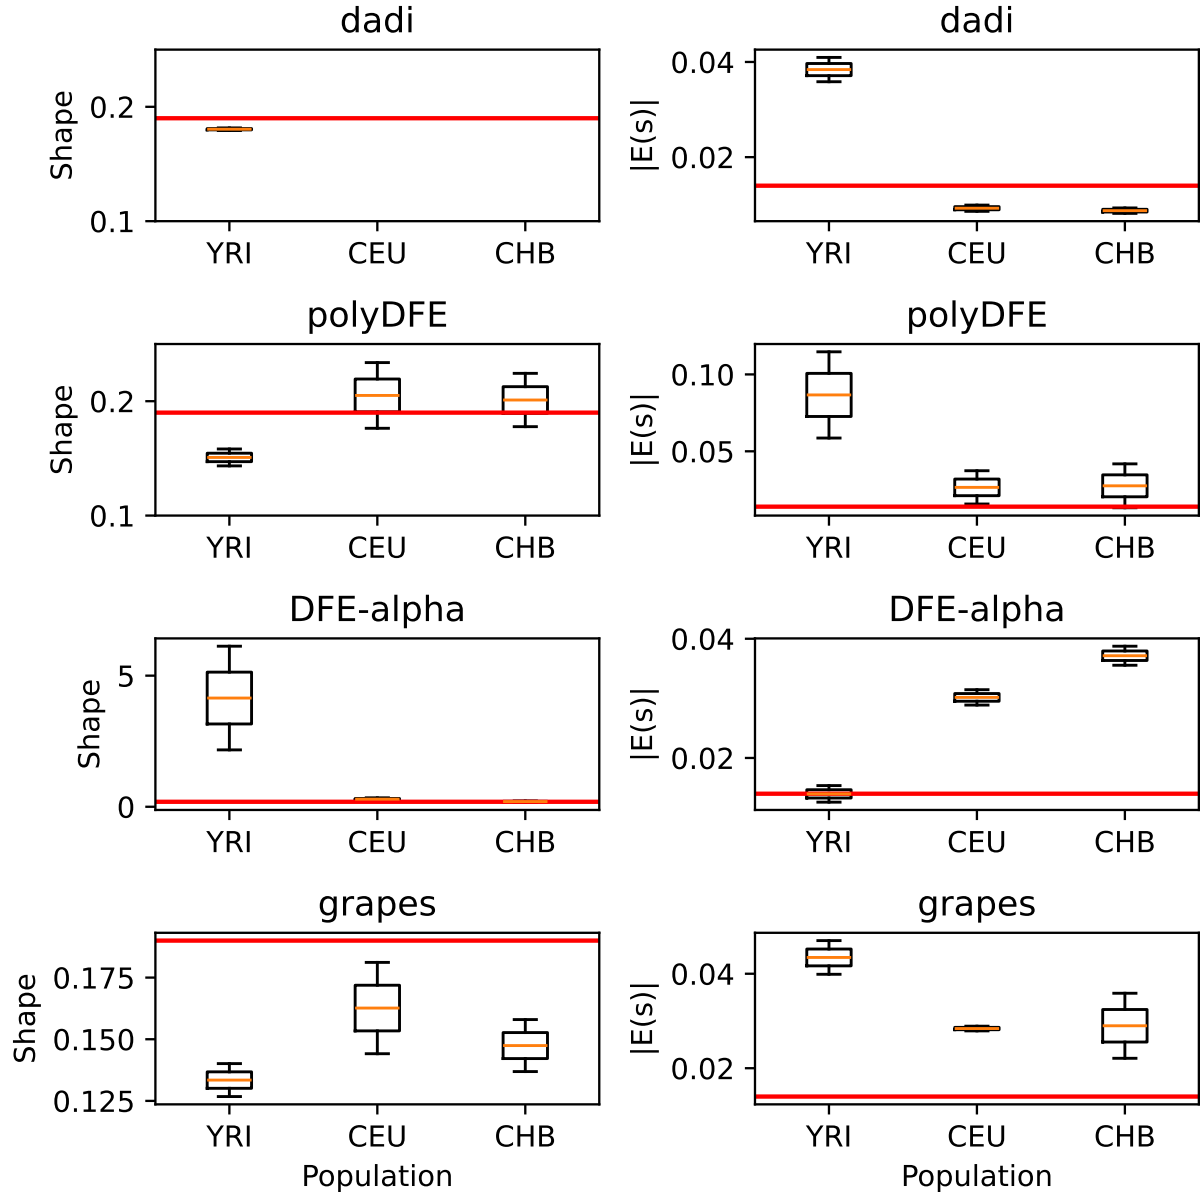 dadi
Shape
0.2
0.1
YRI CEU CHB
dadi
|E(s)|
0.04
0.02
YRI CEU CHB
polyDFE
Shape
0.2
0.1
YRI CEU CHB
polyDFE
|E(s)|
0.10
0.05
YRI CEU CHB
DFE-alpha
Shape
5
0
YRI CEU CHB
DFE-alpha
|E(s)|
0.04
0.02
YRI CEU CHB
grapes
Shape
0.175
0.150
0.125
YRI CEU CHB
Population
grapes
|E(s)|
0.04
0.02
YRI CEU CHB
Population